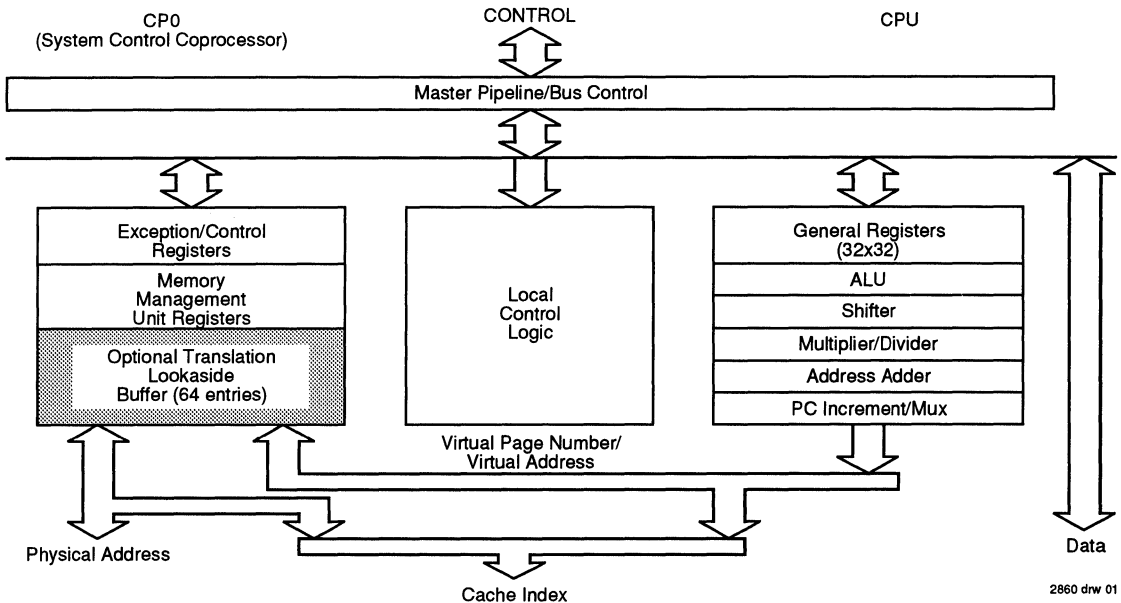 CP0
(System Control Coprocessor)
CONTROL
CPU
Master Pipeline/Bus Control
Exception/Control
Registers
Memory
Management
Unit Registers
Optional Translation
Lookaside
Buffer (64 entries)
Local
Control
Logic
General Registers
(32x32)
ALU
Shifter
Multiplier/Divider
Address Adder
PC Increment/Mux
Virtual Page Number/
Virtual Address
Physical Address
Cache Index
Data
2860 drw 01